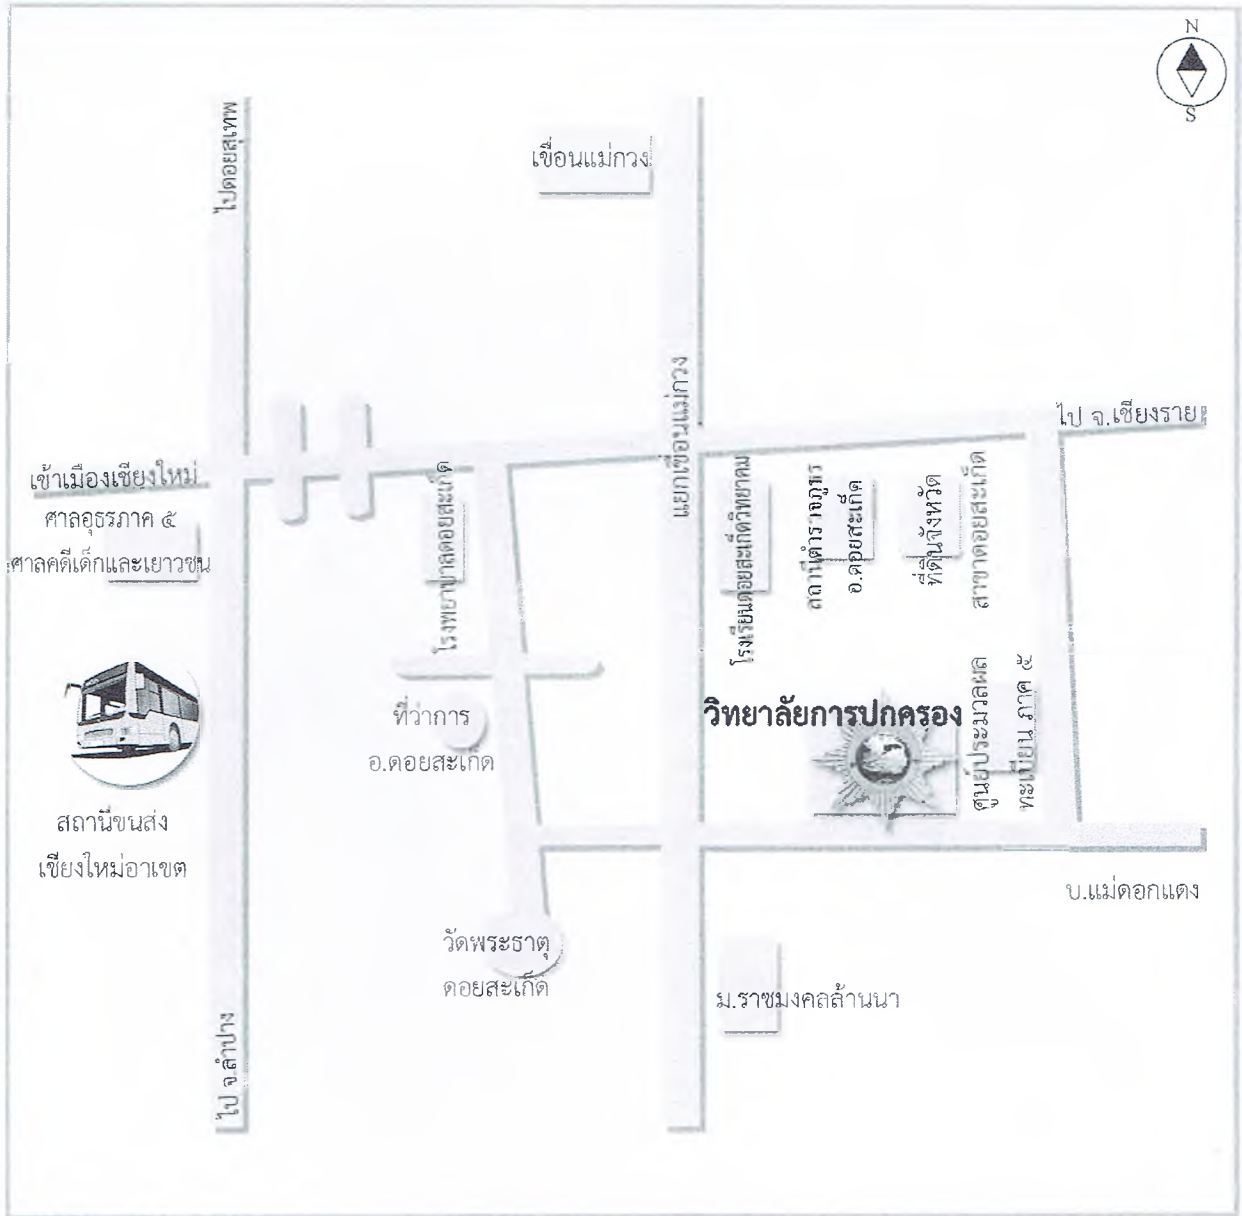 N
S
ไปดอยสุเทพ
เขื่อนแม่กวง
แยกเขื่อนแม่กวง
ไป จ.เชียงราย
เข้าเมืองเชียงใหม่
ศาลอุธรภาค ๕
ศาลคดีเด็กและเยาวชน
โรงพยาบาลดอยสะเก็ด
โรงเรียนดอยสะเก็ดวิทยาคม
สถานีตำรวจภูธร
อ.ดอยสะเก็ด
ที่ดินจังหวัด
สาขาดอยสะเก็ด
ที่ว่าการ
อ.ดอยสะเก็ด
วิทยาลัยการปกครอง
ศูนย์ประมวลผล
ทะเบียน ภาค ๕
สถานีขนส่ง
เชียงใหม่อาเขต
บ.แม่ดอกแดง
วัดพระธาตุ
ดอยสะเก็ด
ม.ราชมงคลล้านนา
ไป จ.ลำปาง